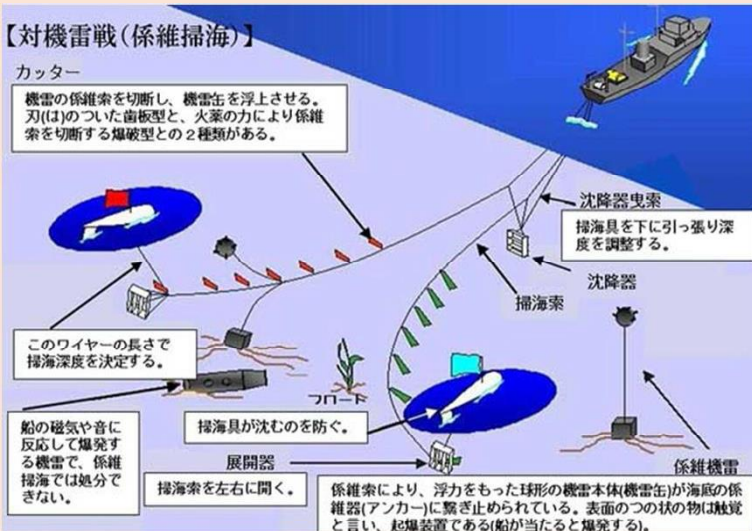 【対機雷戦(係維掃海)】
カッター
機雷の係維索を切断し、機雷缶を浮上させる。
刃(は)のついた歯板型と、火薬の力により係維
索を切断する爆破型との２種類がある。
沈降器曳索
掃海具を下に引っ張り深
度を調整する。
沈降器
掃海索
このワイヤーの長さで
掃海深度を決定する。
フロート
掃海具が沈むのを防ぐ。
船の磁気や音に
反応して爆発す
る機雷で、係維
掃海では処分で
きない。
展開器
掃海索を左右に開く。
係維機雷
係維索により、浮力をもった球形の機雷本体(機雷缶)が海底の係
維器(アンカー)に繋ぎ止められている。表面のつの状の物は触覚
と言い、起爆装置である(船が当たると爆発する)。